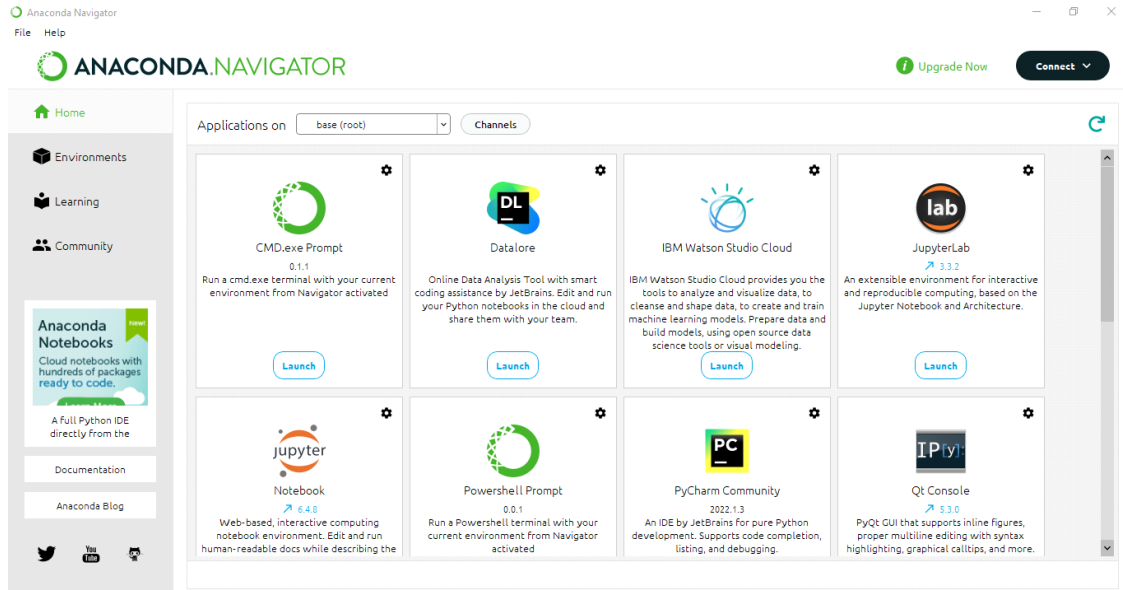 Anaconda Navigator
File Help
ANACONDA.NAVIGATOR
i Upgrade Now
Connect
Home
Environments
Learning
Community
Anaconda
Notebooks
New!
Cloud notebooks with
hundreds of packages
ready to code.
A full Python IDE
directly from the
Documentation
Anaconda Blog
You
Tube
Applications on base (root) Channels
CMD.exe Prompt
0.1.1
Run a cmd.exe terminal with your current
environment from Navigator activated
Launch
DL
Datalore
Online Data Analysis Tool with smart
coding assistance by JetBrains. Edit and run
your Python notebooks in the cloud and
share them with your team.
Launch
IBM Watson Studio Cloud
IBM Watson Studio Cloud provides you the
tools to analyze and visualize data, to
cleanse and shape data, to create and train
machine learning models. Prepare data and
build models, using open source data
science tools or visual modeling.
Launch
lab
JupyterLab
3.3.2
An extensible environment for interactive
and reproducible computing, based on the
Jupyter Notebook and Architecture.
Launch
jupyter
Notebook
6.4.8
Web-based, interactive computing
notebook environment. Edit and run
human-readable docs while describing the
Powershell Prompt
0.0.1
Run a Powershell terminal with your
current environment from Navigator
activated
PC
PyCharm Community
2022.1.3
An IDE by JetBrains for pure Python
development. Supports code completion,
listing, and debugging.
IP[y]:
Qt Console
5.3.0
PyQt GUI that supports inline figures,
proper multiline editing with syntax
highlighting, graphical calltips, and more.